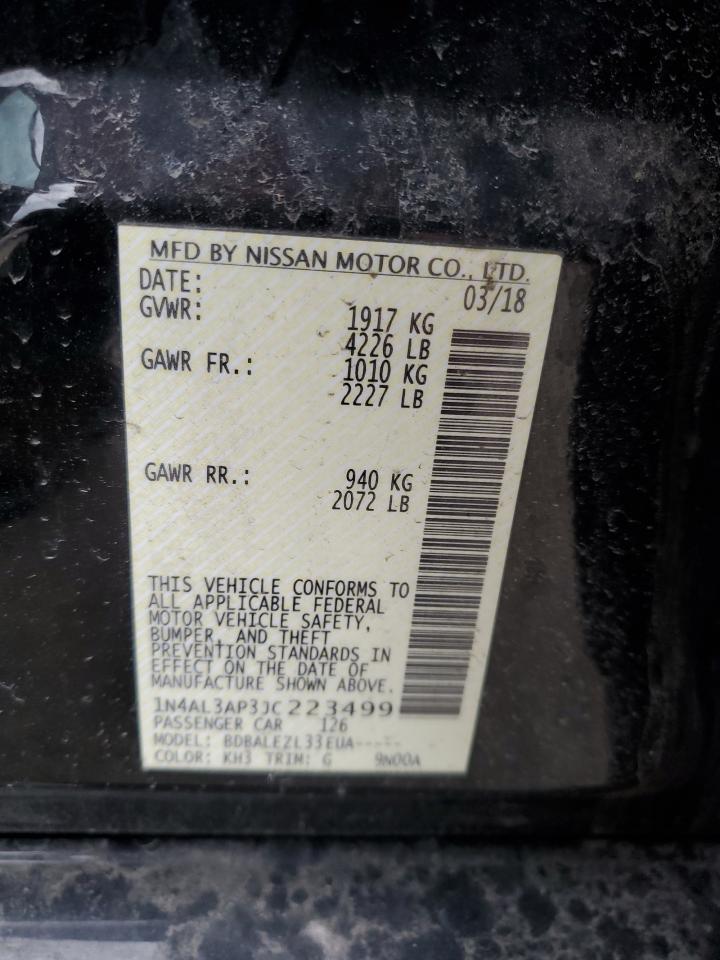 MFD BY NISSAN MOTOR CO., LTD.
DATE: 03/18
GVWR: 1917 KG
4226 LB
GAWR FR.: 1010 KG
2227 LB
GAWR RR.: 940 KG
2072 LB
THIS VEHICLE CONFORMS TO
ALL APPLICABLE FEDERAL
MOTOR VEHICLE SAFETY,
BUMPER, AND THEFT
PREVENTION STANDARDS IN
EFFECT ON THE DATE OF
MANUFACTURE SHOWN ABOVE.
1N4AL3AP3JC223499
PASSENGER CAR 126
MODEL: BDBALEZL33EUA-----
COLOR: KH3 TRIM: G 9N00A